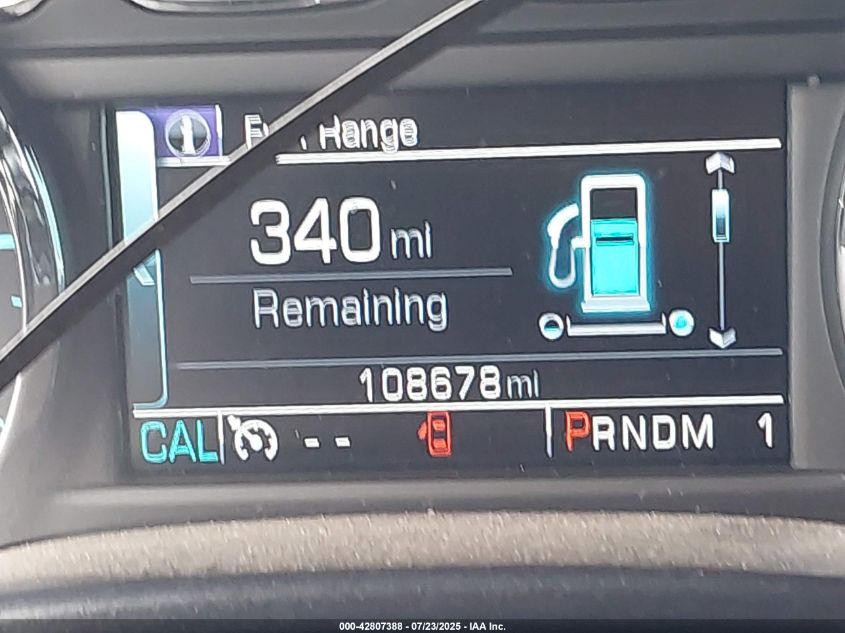 Range
340 mi
Remaining
108678 mi
CAL -- PRNDM 1
000-42807388 - 07/23/2025 - IAA Inc.